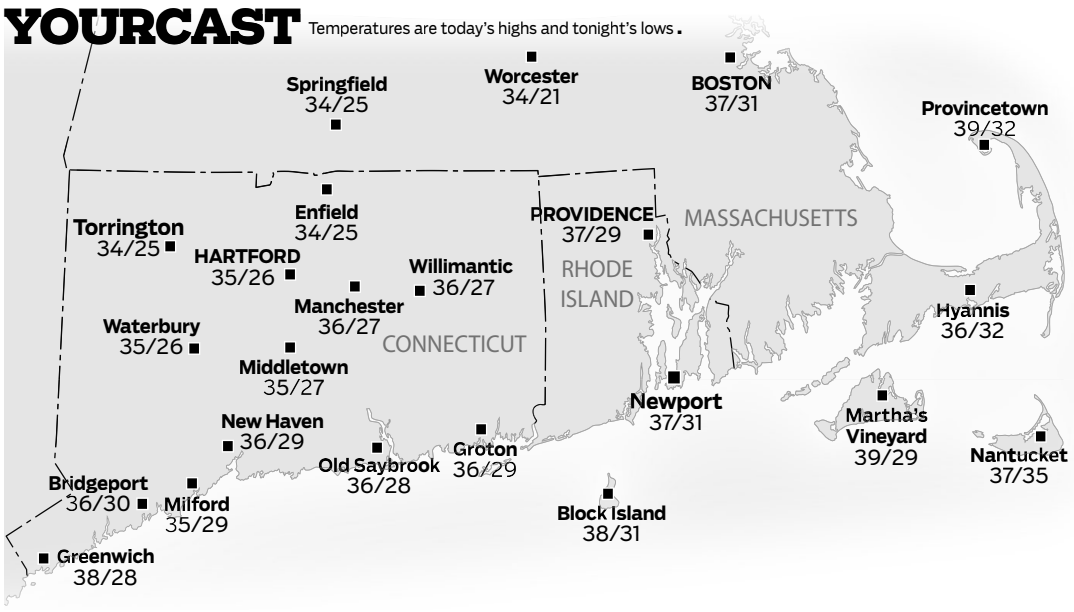 YOURCAST
Temperatures are today's highs and tonight's lows.
Springfield
34/25
Worcester
34/21
BOSTON
37/31
Provincetown
39/32
Torrington
34/25
Enfield
34/25
HARTFORD
35/26
Willimantic
36/27
PROVIDENCE
37/29
MASSACHUSETTS
RHODE
ISLAND
Manchester
36/27
Hyannis
36/32
Waterbury
35/26
CONNECTICUT
Middletown
35/27
Newport
37/31
Martha's
Vineyard
39/29
New Haven
36/29
Old Saybrook
36/28
Groton
36/29
Nantucket
37/35
Bridgeport
36/30
Milford
35/29
Block Island
38/31
Greenwich
38/28